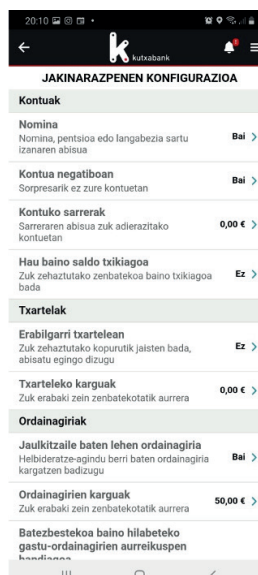 20:10
kutxabank
JAKINARAZPENEN KONFIGURAZIOA
Kontuak
Nomina
Nomina, pentsioa edo langabezia sartu
izanaren abisua
Bai
Kontua negatiboan
Sorpresarik ez zure kontuetan
Bai
Kontuko sarrerak
Sarreraren abisua zuk adierazitako
kontuetan
0,00 €
Hau baino saldo txikiagoa
Zuk zehaztutako zenbatekoa baino txikiagoa
bada
Ez
Txartelak
Erabilgarri txartelean
Zuk zehaztutako kopurutik jaisten bada,
abisatu egingo dizugu
Ez
Txarteleko karguak
Zuk erabaki zein zenbatekotatik aurrera
0,00 €
Ordainagiriak
Jaulkitzaile baten lehen ordainagiria
Helbideratze-agindu berri baten ordainagiria
kargatzen badizugu
Bai
Ordainagirien karguak
Zuk erabaki zein zenbatekotatik aurrera
50,00 €
Batezbestekoa baino hilabeteko
gastu-ordainagirien aurreikuspen
handiagoa